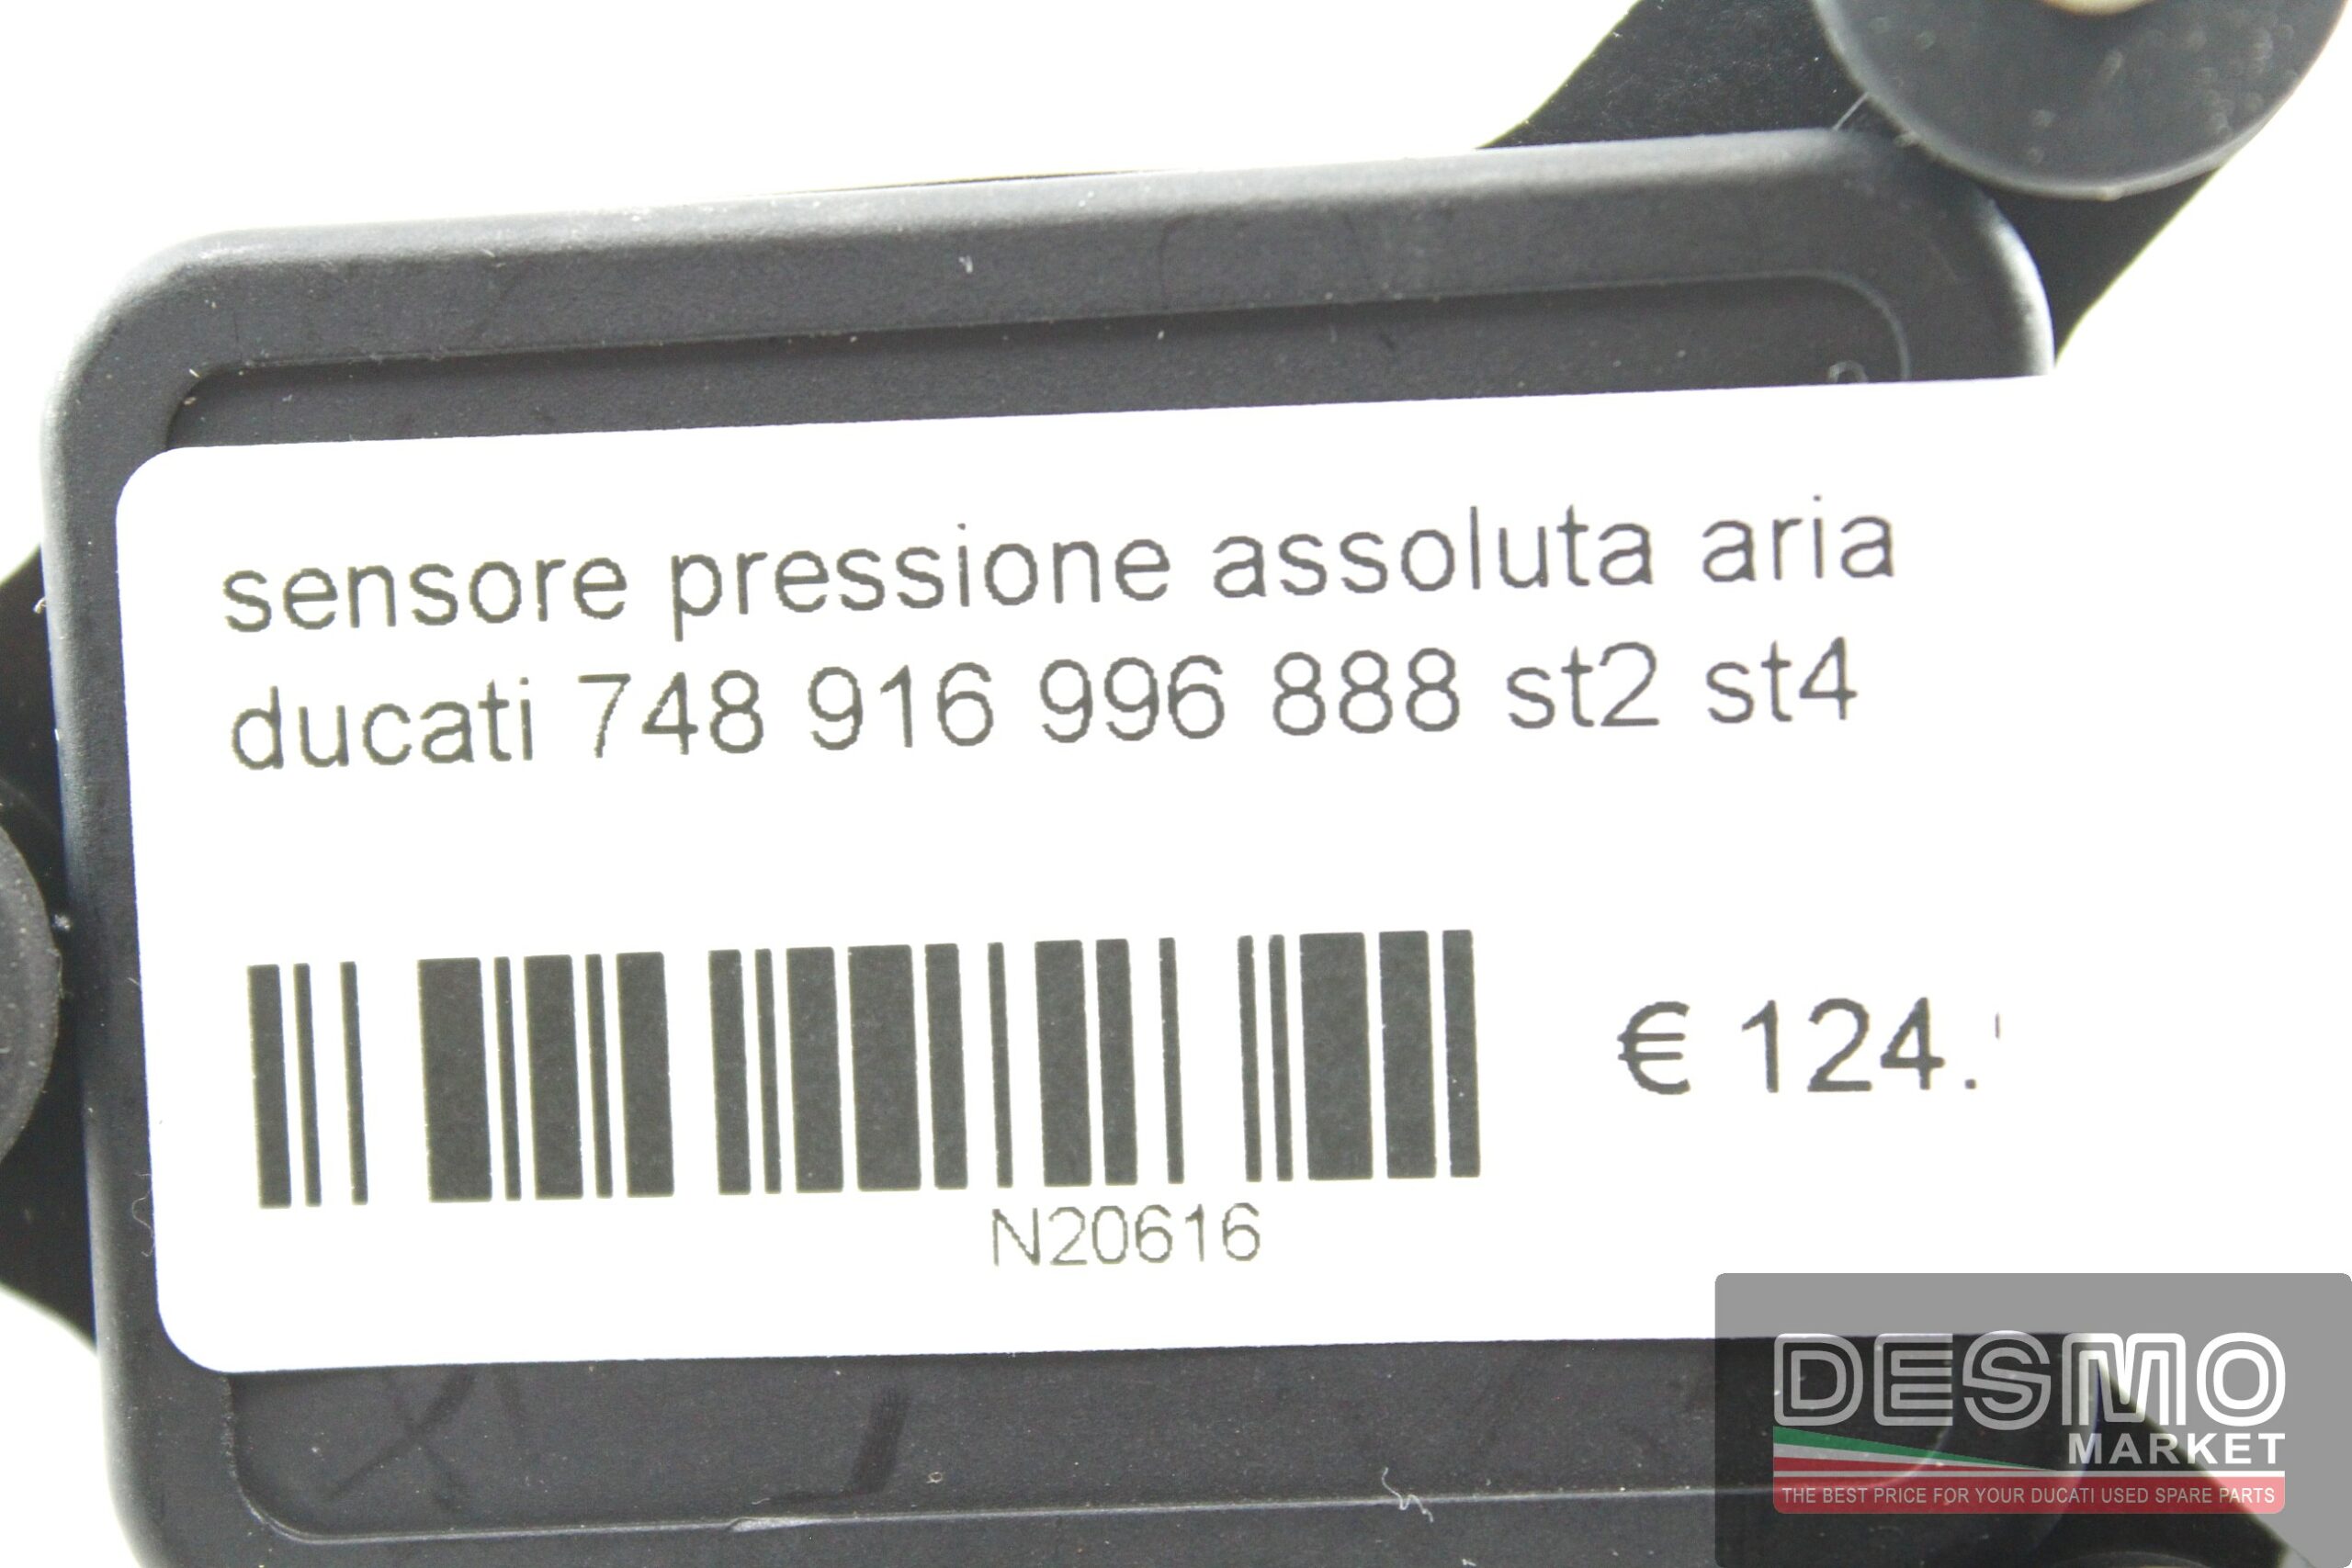 sensore pressione assoluta aria
ducati 748 916 996 888 st2 st4
€ 124.
N20616
DESMO
MARKET
THE BEST PRICE FOR YOUR DUCATI USED SPARE PARTS